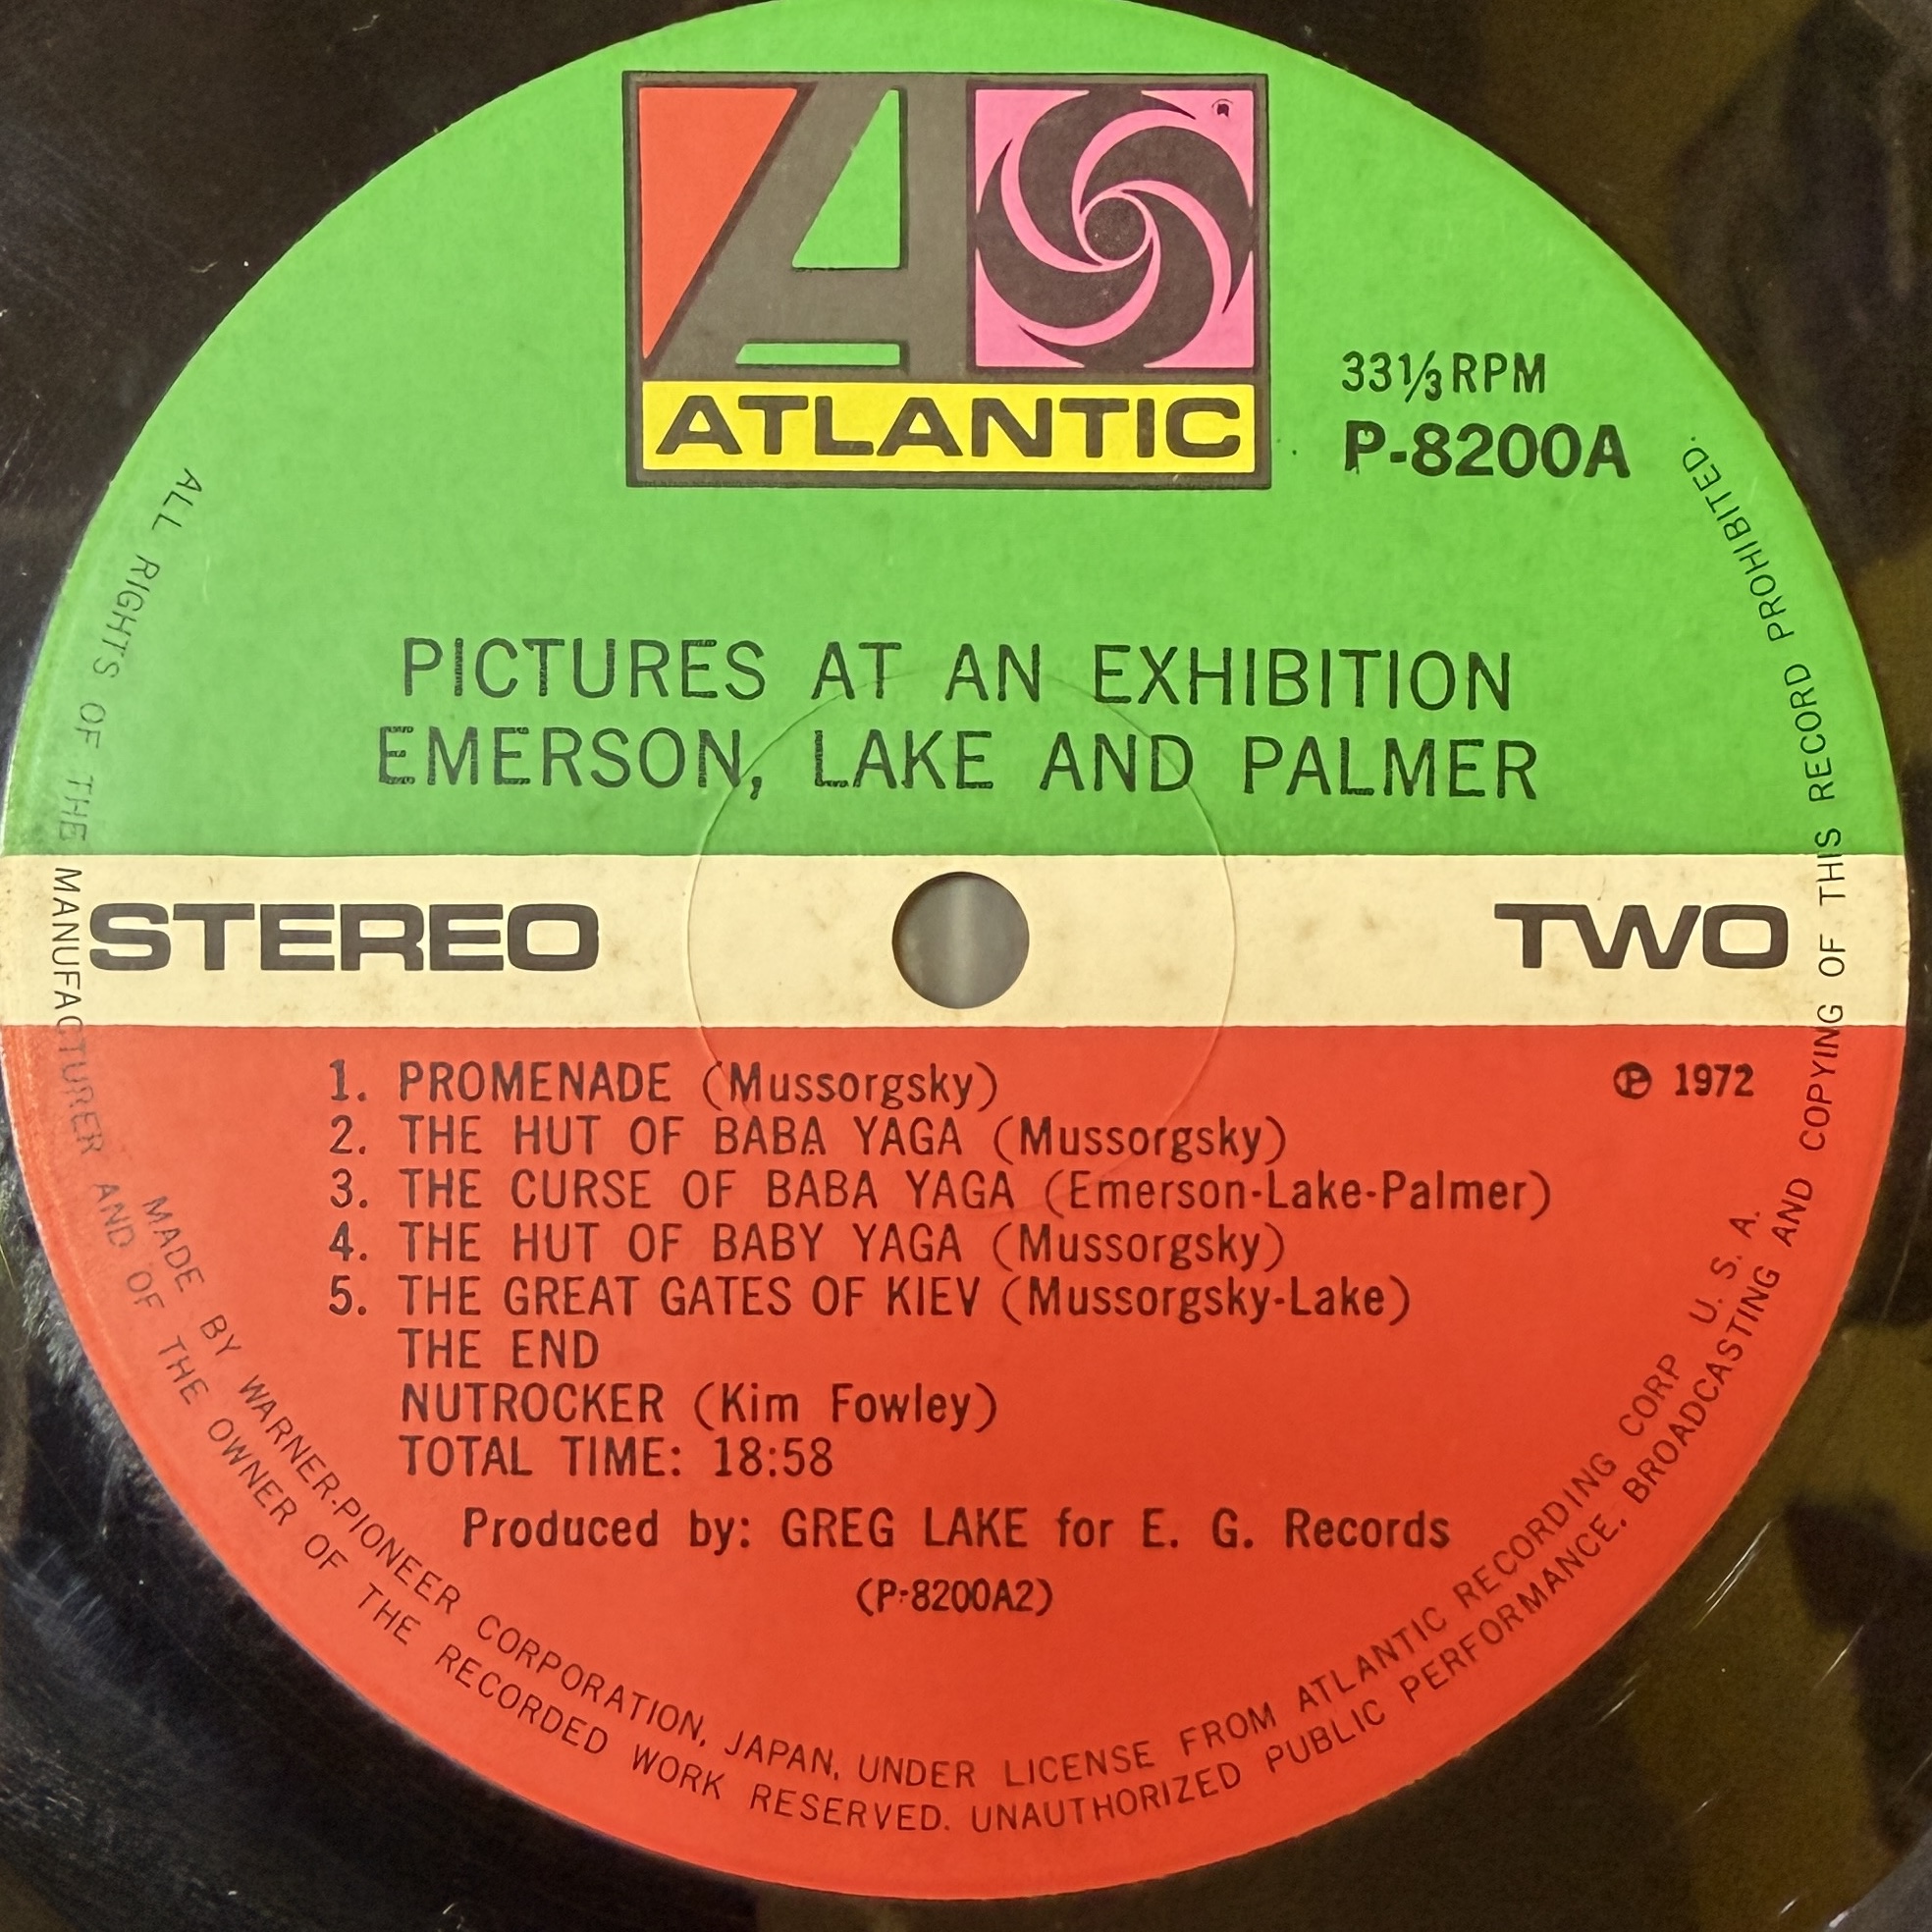 ATLANTIC
33⅓ RPM
P-8200A
PICTURES AT AN EXHIBITION
EMERSON, LAKE AND PALMER
STEREO
TWO
℗ 1972
1. PROMENADE (Mussorgsky)
2. THE HUT OF BABA YAGA (Mussorgsky)
3. THE CURSE OF BABA YAGA (Emerson-Lake-Palmer)
4. THE HUT OF BABY YAGA (Mussorgsky)
5. THE GREAT GATES OF KIEV (Mussorgsky-Lake)
THE END
NUTROCKER (Kim Fowley)
TOTAL TIME: 18:58
Produced by: GREG LAKE for E. G. Records
(P-8200A2)
MADE BY WARNER-PIONEER CORPORATION, JAPAN, UNDER LICENSE FROM ATLANTIC RECORDING CORP U. S. A.
ALL RIGHTS OF THE MANUFACTURER AND OF THE OWNER OF THE RECORDED WORK RESERVED. UNAUTHORIZED PUBLIC PERFORMANCE, BROADCASTING AND COPYING OF THIS RECORD PROHIBITED.